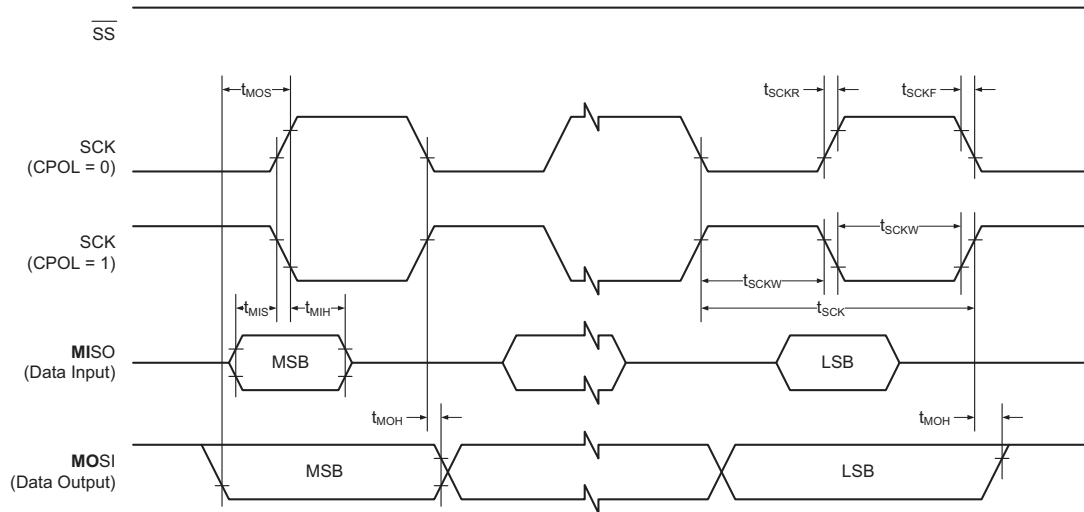 SS
tMOS
tSCKR
tSCKF
SCK
(CPOL = 0)
SCK
(CPOL = 1)
tSCKW
tSCKW
tSCK
tMIS
tMIH
MISO
(Data Input)
MSB
LSB
tMOH
tMOH
MOSI
(Data Output)
MSB
LSB